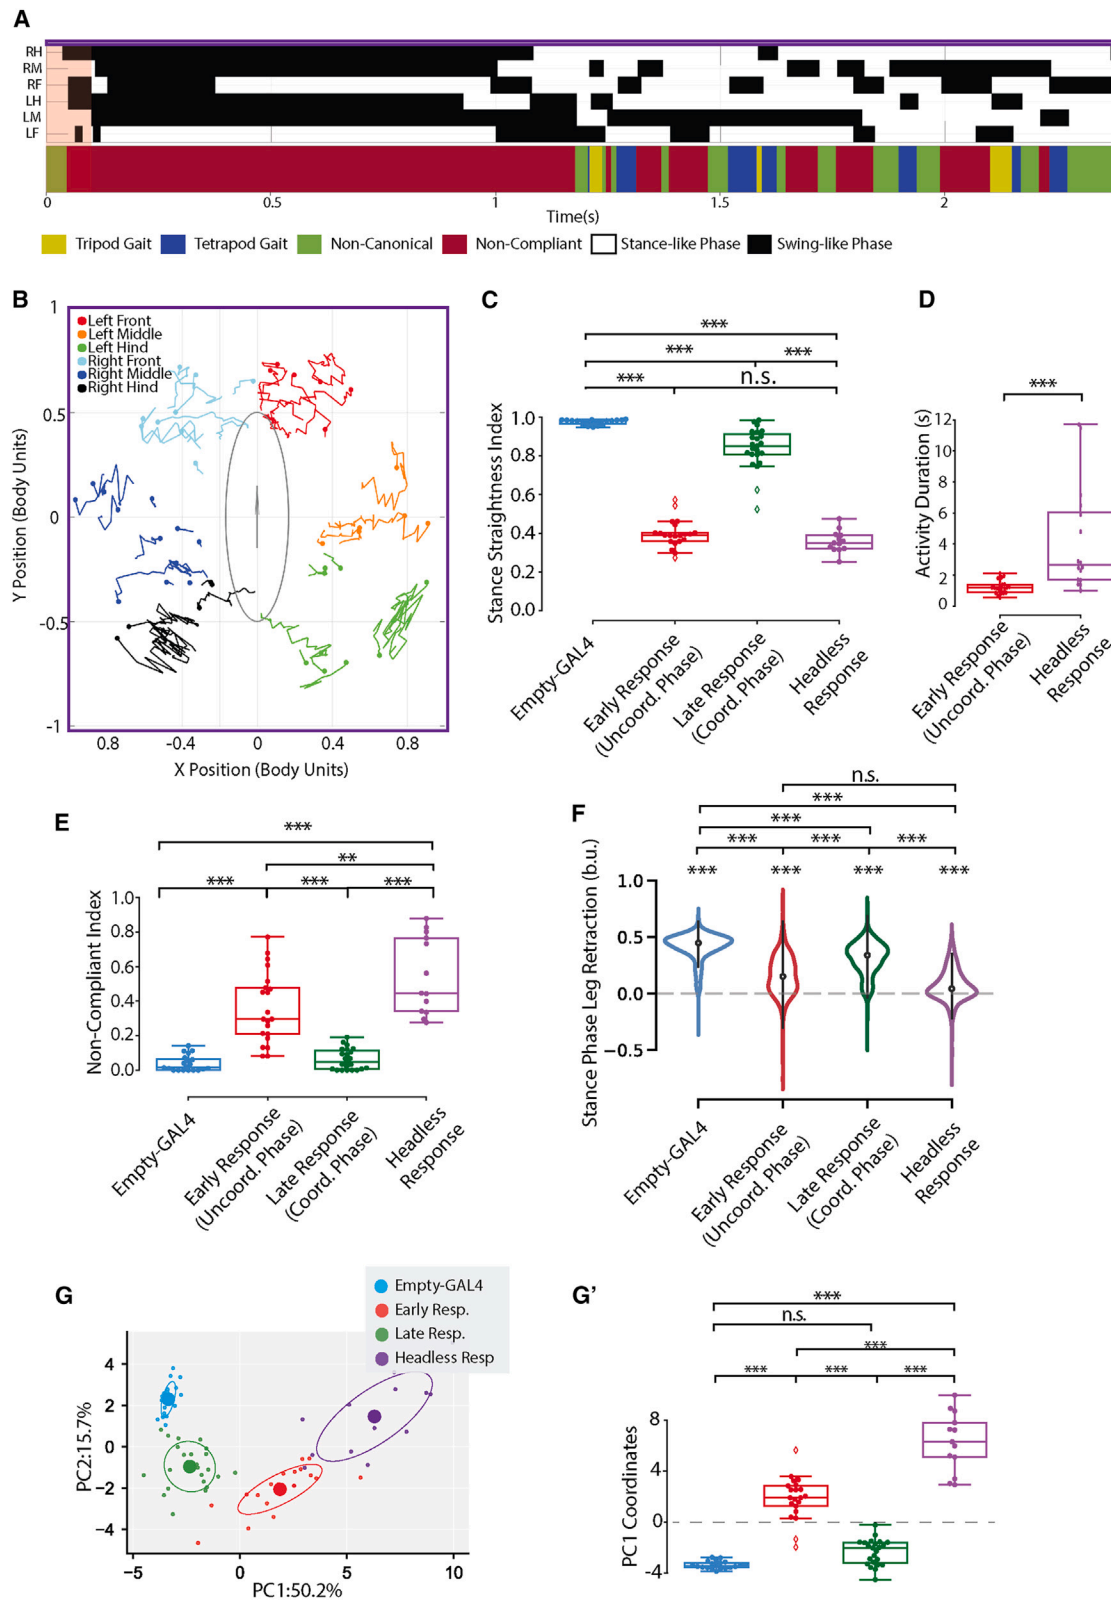 A
RH
RM
RF
LH
LM
LF
0 0.5 1 1.5 2
Time(s)
Tripod Gait Tetrapod Gait Non-Canonical Non-Compliant Stance-like Phase Swing-like Phase
B
1
0.5
0
-0.5
-1
Y Position (Body Units)
Left Front
Left Middle
Left Hind
Right Front
Right Middle
Right Hind
0.8 -0.4 0 0.4 0.8
X Position (Body Units)
C
***
*** ***
*** n.s.
Stance Straightness Index
1.0
0.8
0.6
0.4
0.2
0.0
Empty-GAL4
Early Response
(Uncoord. Phase)
Late Response
(Coord. Phase)
Headless
Response
D
***
Activity Duration (s)
12
10
8
6
4
2
0
Early Response
(Uncoord. Phase)
Headless
Response
E
***
**
*** *** ***
Non-Compliant Index
1.0
0.8
0.6
0.4
0.2
0.0
Empty-GAL4
Early Response
(Uncoord. Phase)
Late Response
(Coord. Phase)
Headless
Response
F
n.s.
***
***
*** *** ***
*** *** *** ***
Stance Phase Leg Retraction (b.u.)
1.0
0.5
0.0
−0.5
Empty-GAL4
Early Response
(Uncoord. Phase)
Late Response
(Coord. Phase)
Headless
Response
G
Empty-GAL4
Early Resp.
Late Resp.
Headless Resp
PC2:15.7%
4
2
0
−2
−4
−5 0 5 10
PC1:50.2%
G'
***
n.s.
***
*** *** ***
PC1 Coordinates
8
4
0
-4